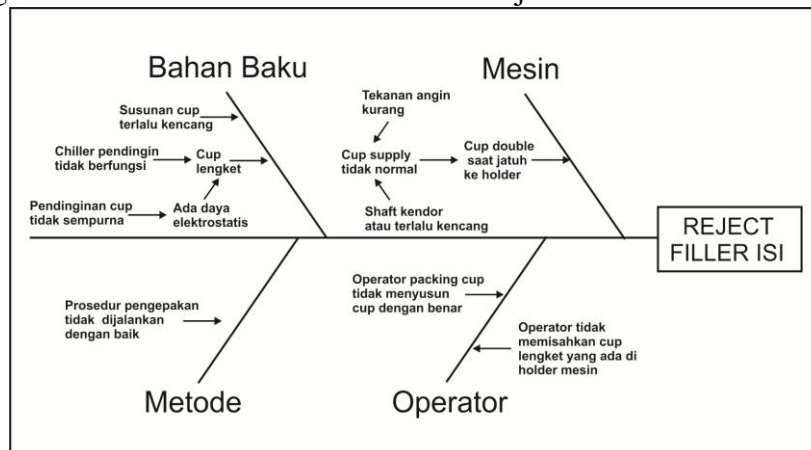 Bahan Baku
Mesin
Susunan cup
terlalu kencang
Chiller pendingin
tidak berfungsi
Cup
lengket
Pendinginan cup
tidak sempurna
Ada daya
elektrostatis
Tekanan angin
kurang
Cup supply
tidak normal
Cup double
saat jatuh
ke holder
Shaft kendor
atau terlalu kencang
REJECT
FILLER ISI
Prosedur pengepakan
tidak dijalankan
dengan baik
Operator packing cup
tidak menyusun
cup dengan benar
Operator tidak
memisahkan cup
lengket yang ada di
holder mesin
Metode
Operator